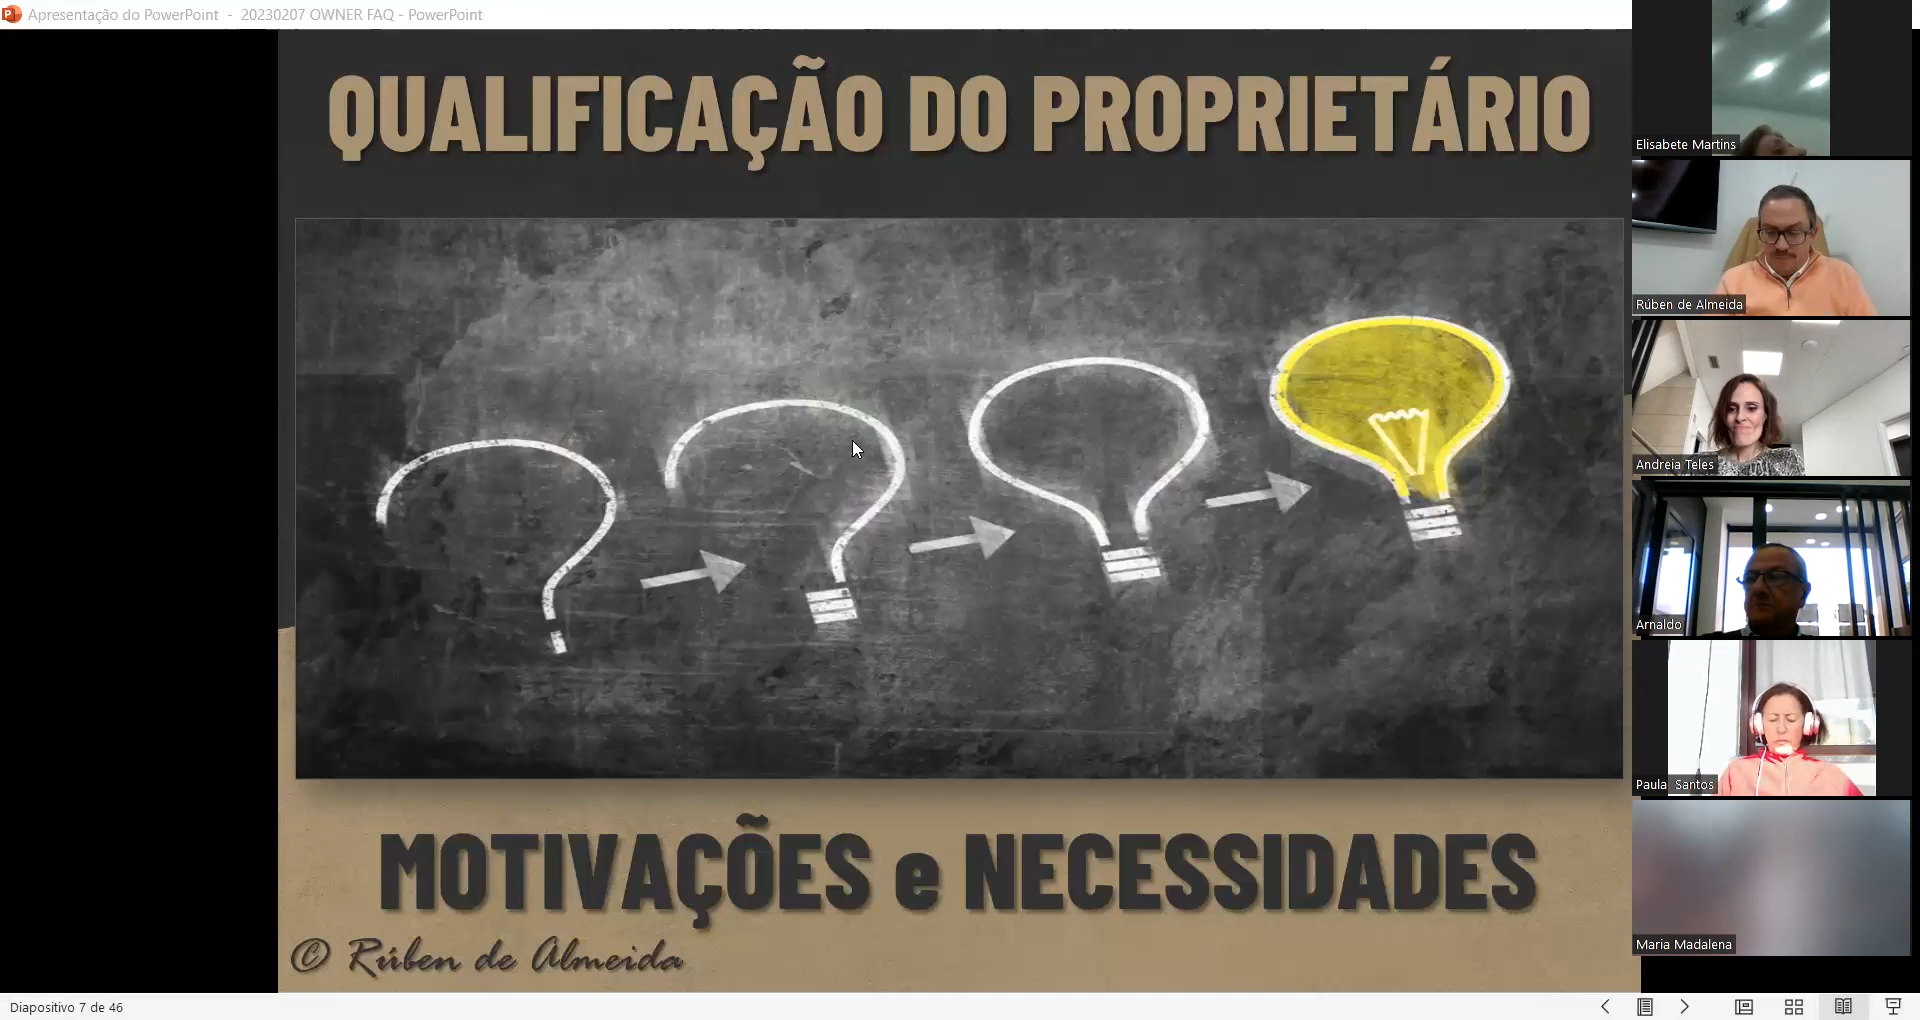 Apresentação do PowerPoint - 20230207 OWNER FAQ - PowerPoint
QUALIFICAÇÃO DO PROPRIETÁRIO
MOTIVAÇÕES e NECESSIDADES
© Rúben de Almeida
Elisabete Martins
Rúben de Almeida
Andreia Teles
Arnaldo
Paula Santos
Maria Madalena
Diapositivo 7 de 46